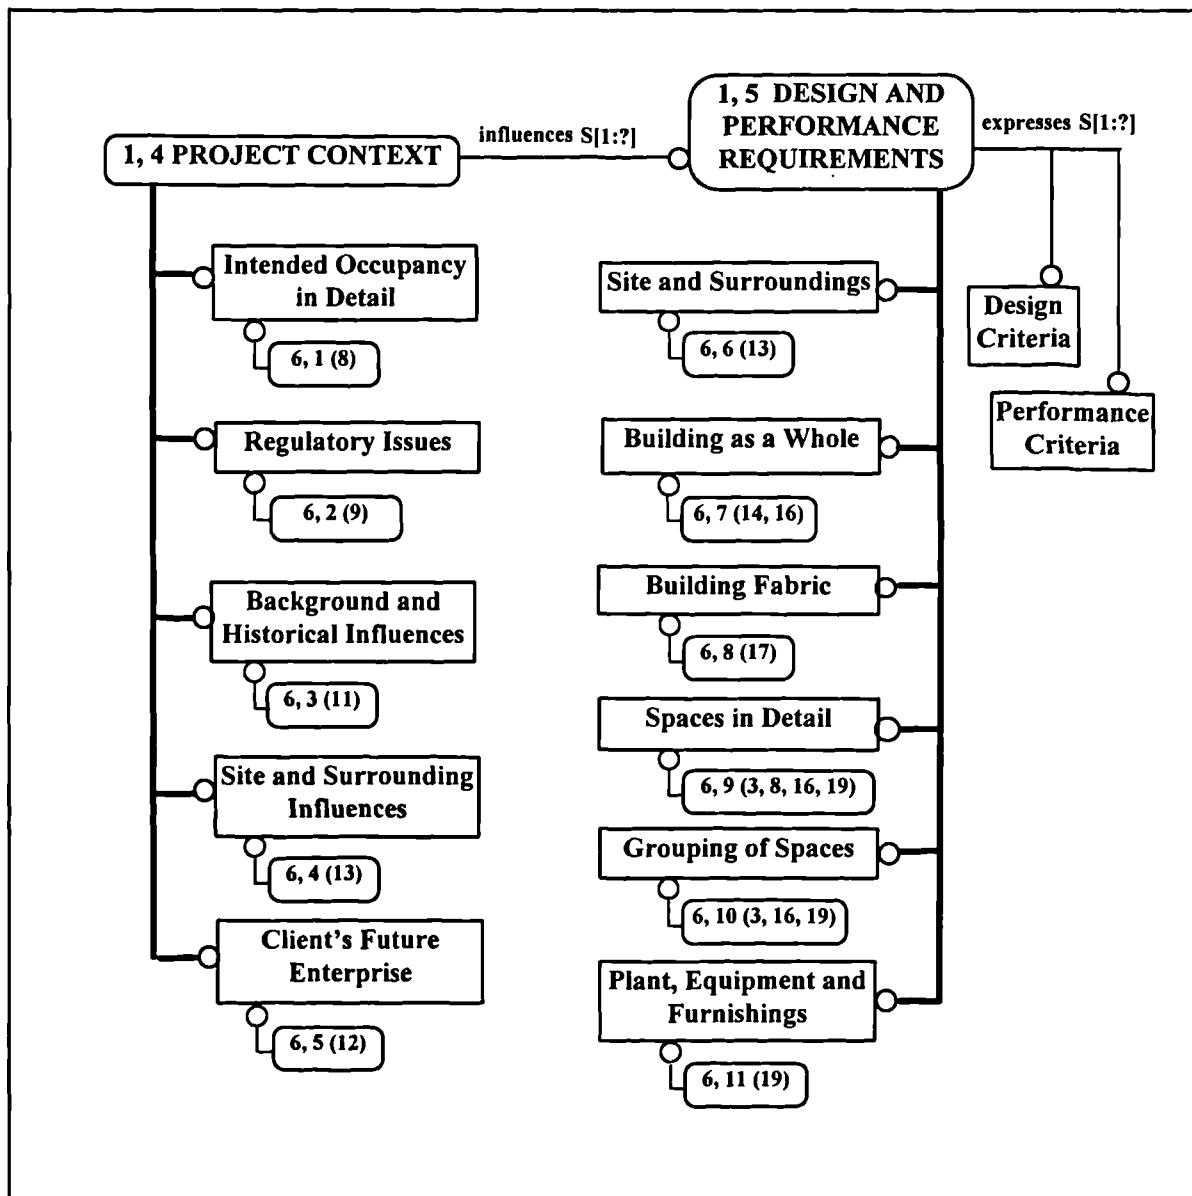 1, 4 PROJECT CONTEXT
influences S[1:?]
1, 5 DESIGN AND
PERFORMANCE
REQUIREMENTS
expresses S[1:?]
Intended Occupancy
in Detail
6, 1 (8)
Regulatory Issues
6, 2 (9)
Background and
Historical Influences
6, 3 (11)
Site and Surrounding
Influences
6, 4 (13)
Client's Future
Enterprise
6, 5 (12)
Site and Surroundings
6, 6 (13)
Building as a Whole
6, 7 (14, 16)
Building Fabric
6, 8 (17)
Spaces in Detail
6, 9 (3, 8, 16, 19)
Grouping of Spaces
6, 10 (3, 16, 19)
Plant, Equipment and
Furnishings
6, 11 (19)
Design
Criteria
Performance
Criteria